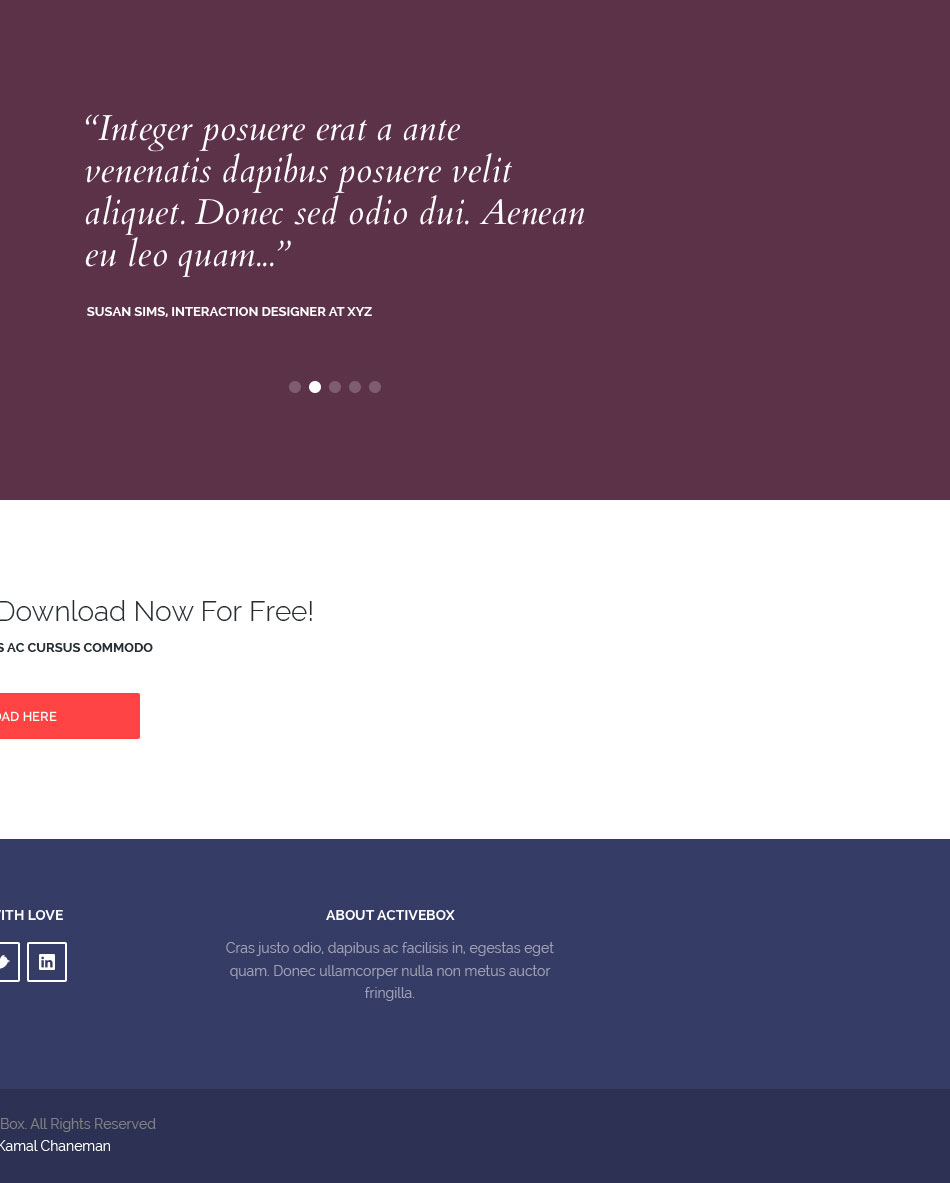 “Integer posuere erat a ante
venenatis dapibus posuere velit
aliquet. Donec sed odio dui. Aenean
eu leo quam...”
SUSAN SIMS, INTERACTION DESIGNER AT XYZ
Download Now For Free!
S AC CURSUS COMMODO
OAD HERE
ITH LOVE
in
ABOUT ACTIVEBOX
Cras justo odio, dapibus ac facilisis in, egestas eget
quam. Donec ullamcorper nulla non metus auctor
fringilla.
Box. All Rights Reserved
Kamal Chaneman